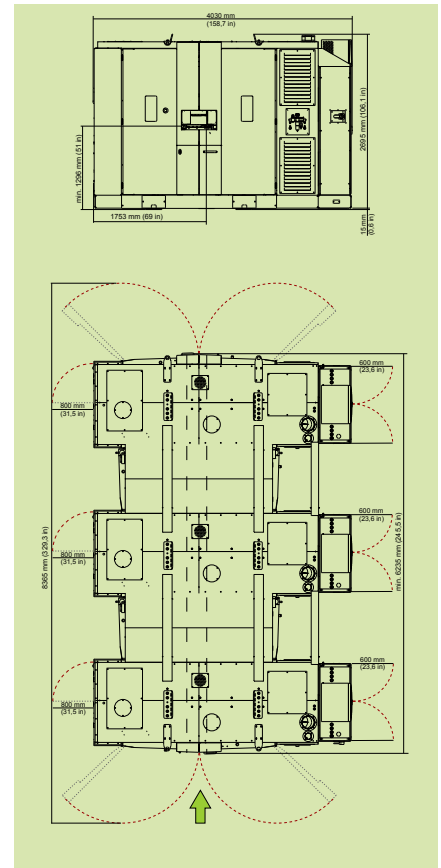 4030 mm
(158,7 in)
min. 1296 mm (51 in)
2695 mm (106,1 in)
1753 mm (69 in)
15 mm
(0,6 in)
600 mm
(23,6 in)
800 mm
(31,5 in)
8365 mm (329,3 in)
600 mm
(23,6 in)
min. 6235 mm (245,5 in)
800 mm
(31,5 in)
600 mm
(23,6 in)
800 mm
(31,5 in)